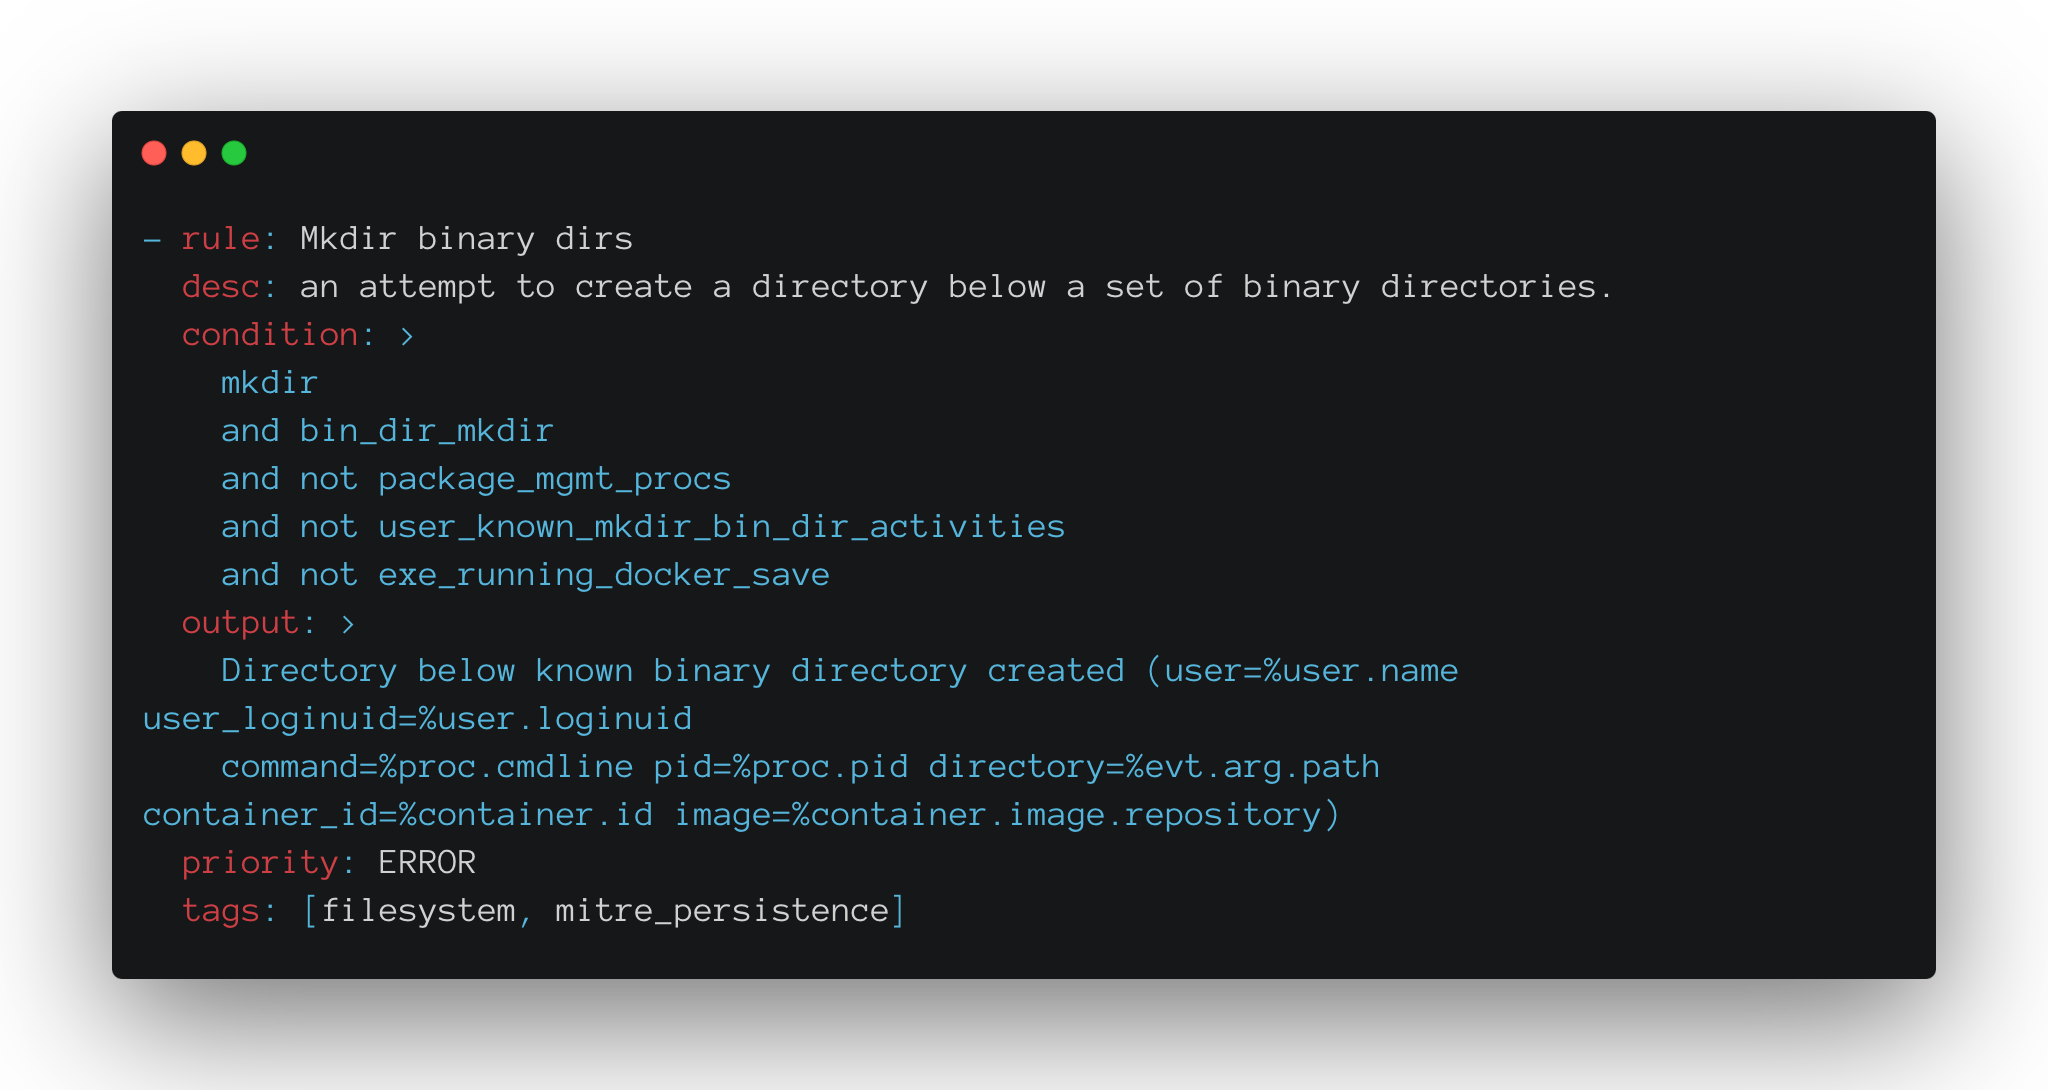 - rule: Mkdir binary dirs
  desc: an attempt to create a directory below a set of binary directories.
  condition: >
    mkdir
    and bin_dir_mkdir
    and not package_mgmt_procs
    and not user_known_mkdir_bin_dir_activities
    and not exe_running_docker_save
  output: >
    Directory below known binary directory created (user=%user.name
user_loginuid=%user.loginuid
    command=%proc.cmdline pid=%proc.pid directory=%evt.arg.path
container_id=%container.id image=%container.image.repository)
  priority: ERROR
  tags: [filesystem, mitre_persistence]